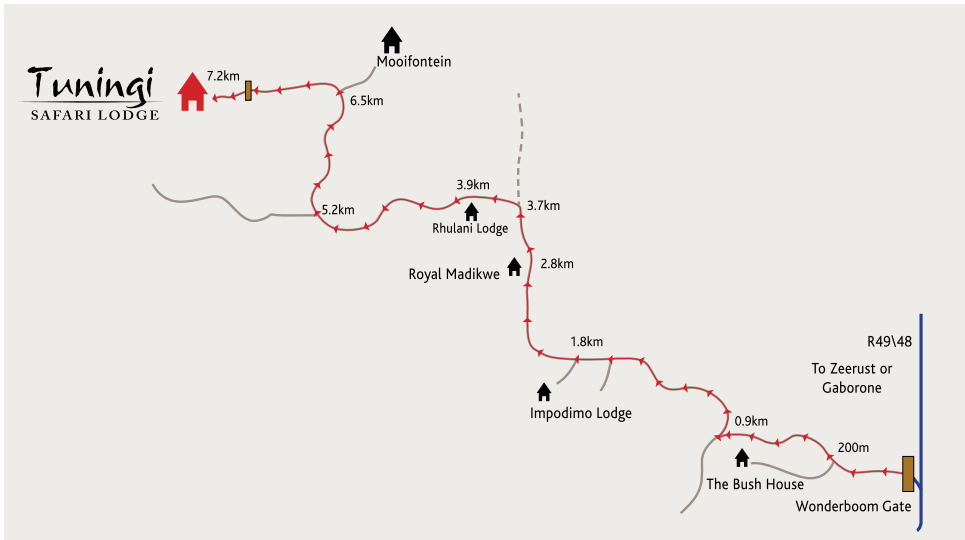 Mooifontein
Tuningi
SAFARI LODGE
7.2km
6.5km
3.9km
5.2km
3.7km
Rhulani Lodge
Royal Madikwe
2.8km
1.8km
R49\48
To Zeerust or
Gaborone
Impodimo Lodge
0.9km
200m
The Bush House
Wonderboom Gate